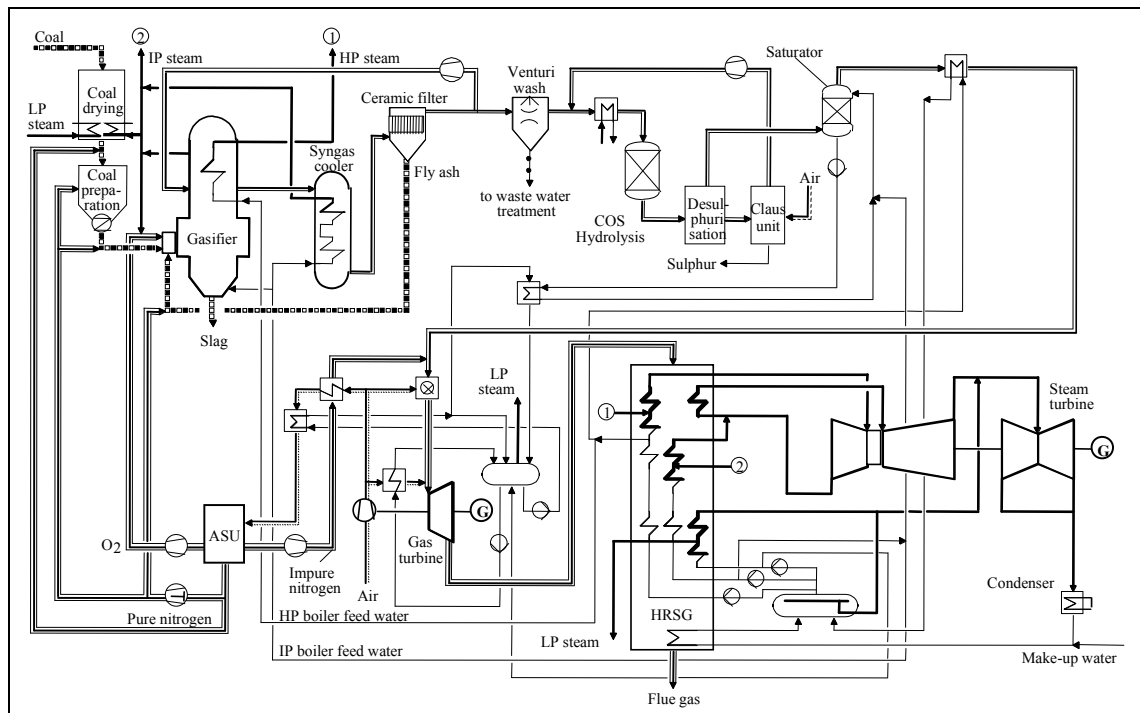 Coal
2
IP steam
1
HP steam
Coal
drying
LP
steam
Coal
prepa-
ration
Gasifier
Slag
Syngas
cooler
Ceramic filter
Fly ash
Venturi
wash
to waste water
treatment
COS
Hydrolysis
Desul-
phuri-
sation
Claus
unit
Air
Sulphur
Saturator
LP
steam
ASU
O2
Impure
nitrogen
Air
Gas
turbine
G
Pure nitrogen
HP boiler feed water
IP boiler feed water
1
2
HRSG
LP steam
Flue gas
Steam
turbine
G
Condenser
Make-up water